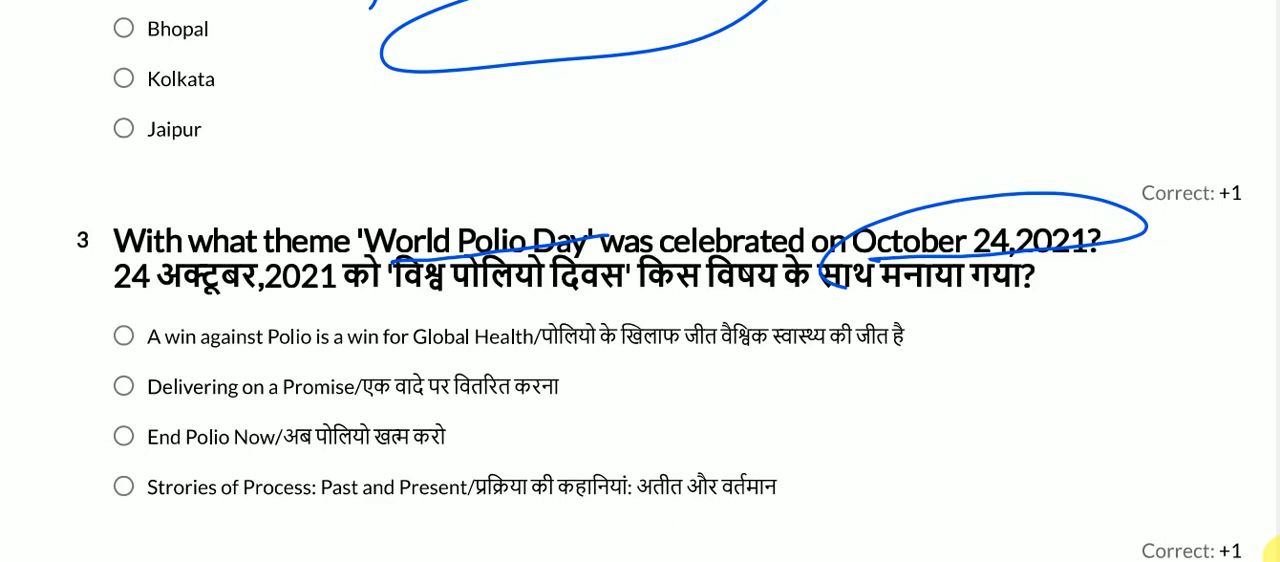 Bhopal
Kolkata
Jaipur
Correct: +1
3 With what theme 'World Polio Day' was celebrated on October 24,2021?
24 अक्टूबर,2021 को 'विश्व पोलियो दिवस' किस विषय के साथ मनाया गया?
A win against Polio is a win for Global Health/पोलियो के खिलाफ जीत वैश्विक स्वास्थ्य की जीत है
Delivering on a Promise/एक वादे पर वितरित करना
End Polio Now/अब पोलियो खत्म करो
Strories of Process: Past and Present/प्रक्रिया की कहानियां: अतीत और वर्तमान
Correct: +1